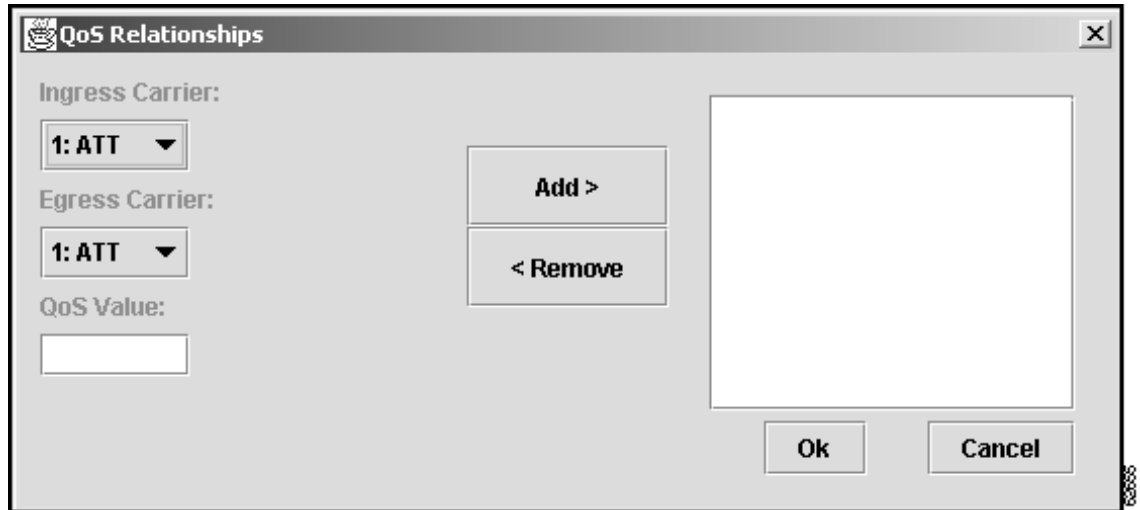 QoS Relationships
Ingress Carrier:
1: ATT
Egress Carrier:
1: ATT
QoS Value:
Add >
< Remove
Ok
Cancel